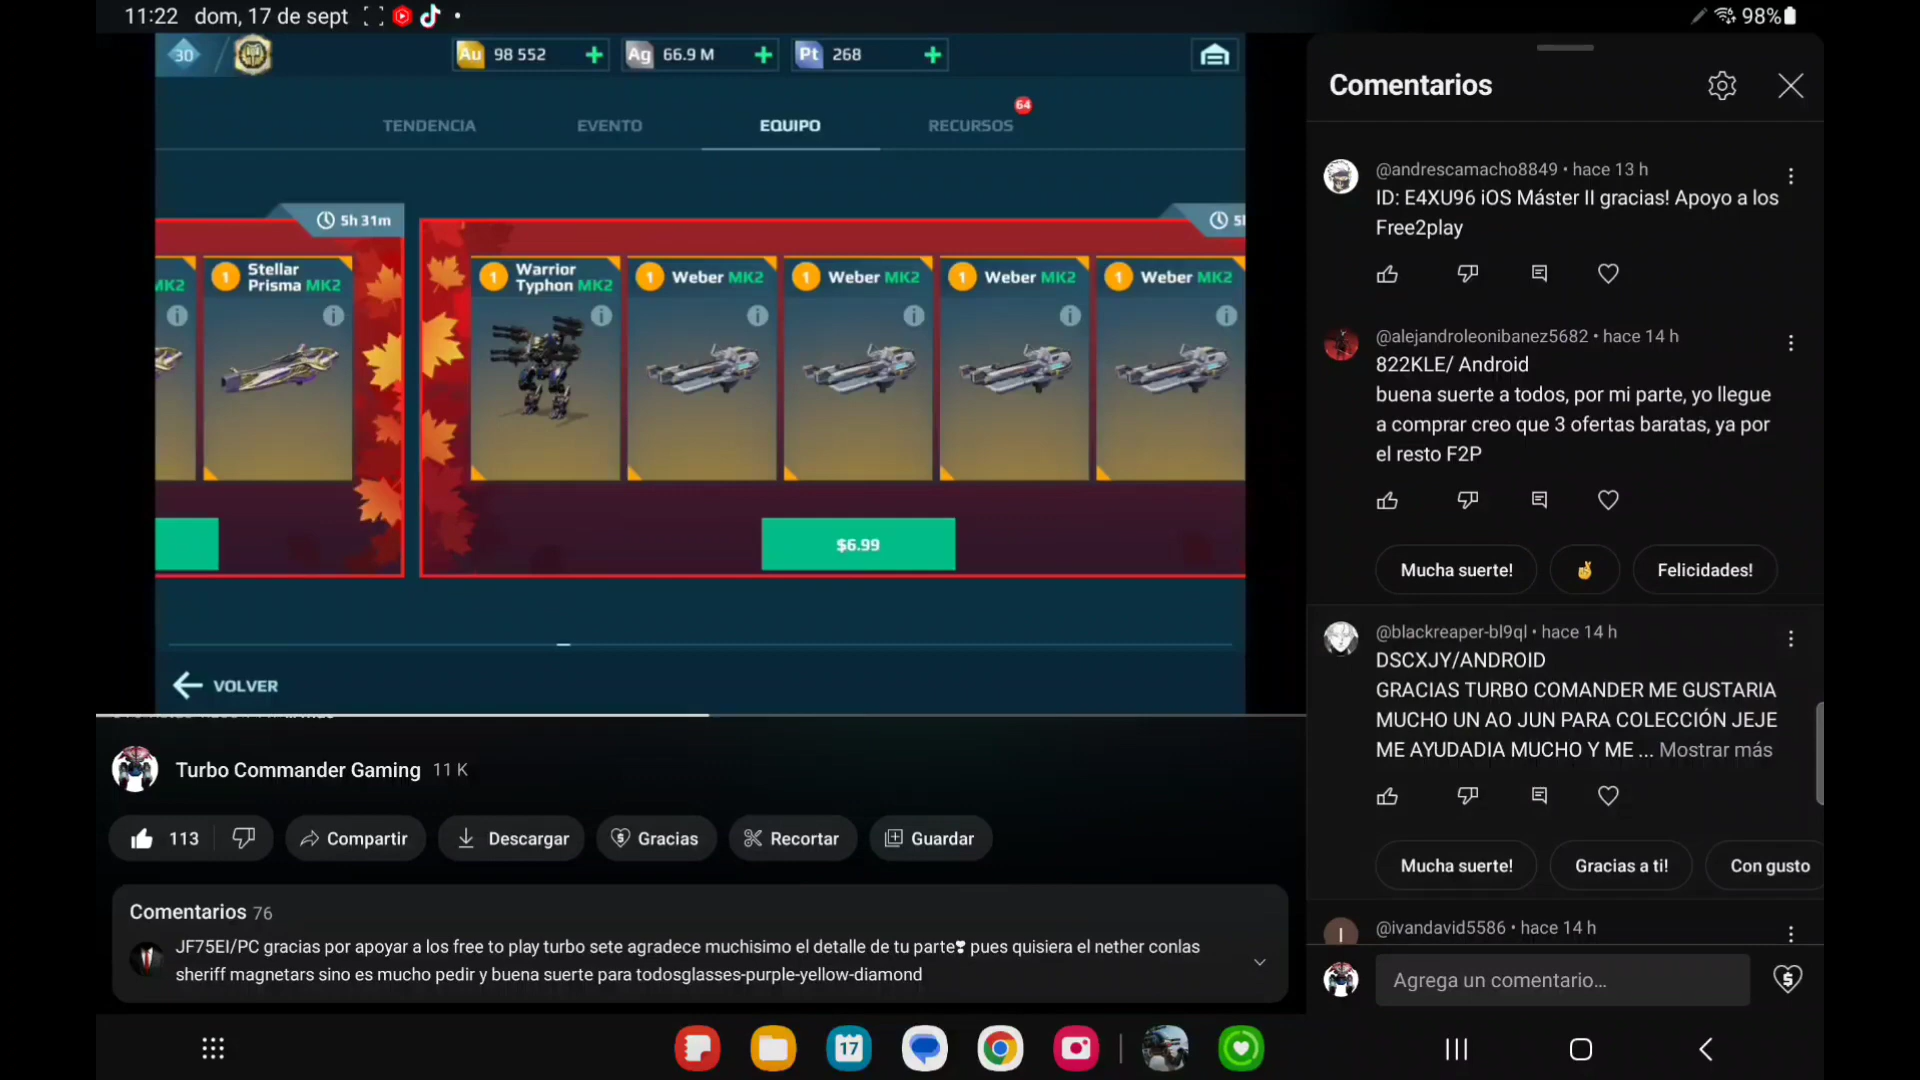 11:22 dom, 17 de sept
98%
30
Au 98 552 +
Ag 66.9 M +
Pt 268 +
TENDENCIA
EVENTO
EQUIPO
RECURSOS
64
5h 31m
MK2
1 Stellar
Prisma MK2
1 Warrior
Typhon MK2
1 Weber MK2
1 Weber MK2
1 Weber MK2
1 Weber MK2
$6.99
VOLVER
Turbo Commander Gaming 11 K
113
Compartir
Descargar
Gracias
Recortar
Guardar
Comentarios 76
JF75EI/PC gracias por apoyar a los free to play turbo sete agradece muchisimo el detalle de tu parte❣ pues quisiera el nether conlas
sheriff magnetars sino es mucho pedir y buena suerte para todosglasses-purple-yellow-diamond
Comentarios
@andrescamacho8849 • hace 13 h
ID: E4XU96 iOS Máster II gracias! Apoyo a los
Free2play
@alejandroleonibanez5682 • hace 14 h
822KLE/ Android
buena suerte a todos, por mi parte, yo llegue
a comprar creo que 3 ofertas baratas, ya por
el resto F2P
Mucha suerte!
Felicidades!
@blackreaper-bl9ql • hace 14 h
DSCXJY/ANDROID
GRACIAS TURBO COMANDER ME GUSTARIA
MUCHO UN AO JUN PARA COLECCIÓN JEJE
ME AYUDADIA MUCHO Y ME ... Mostrar más
Mucha suerte!
Gracias a ti!
Con gusto
I
@ivandavid5586 • hace 14 h
Agrega un comentario...
17